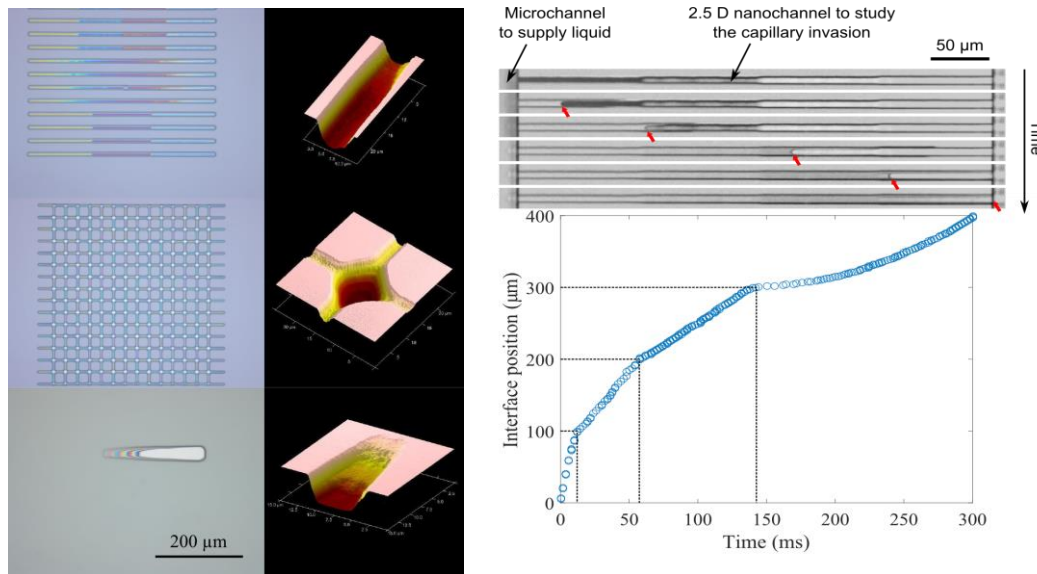 Microchannel
to supply liquid
2.5 D nanochannel to study
the capillary invasion
50 µm
Time
200 µm
400
300
200
100
0
Interface position (µm)
0
50
100
150
200
250
300
Time (ms)